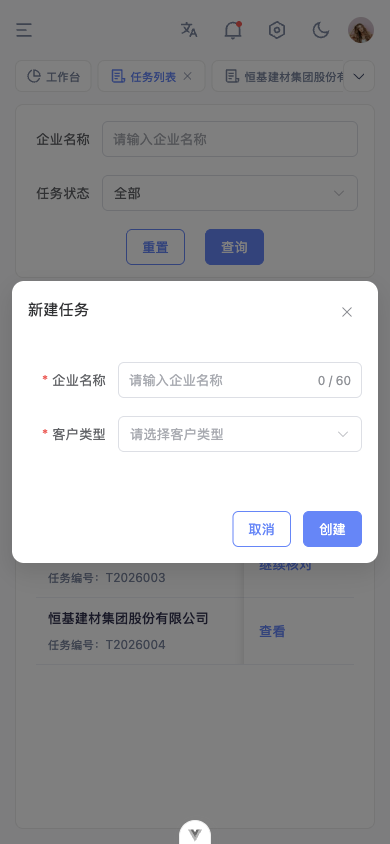 工作台
任务列表
恒基建材集团股份有
企业名称
请输入企业名称
任务状态
全部
重置
查询
新建任务
* 企业名称
请输入企业名称
0 / 60
* 客户类型
请选择客户类型
取消
创建
任务编号：T2026003
继续核对
恒基建材集团股份有限公司
任务编号：T2026004
查看